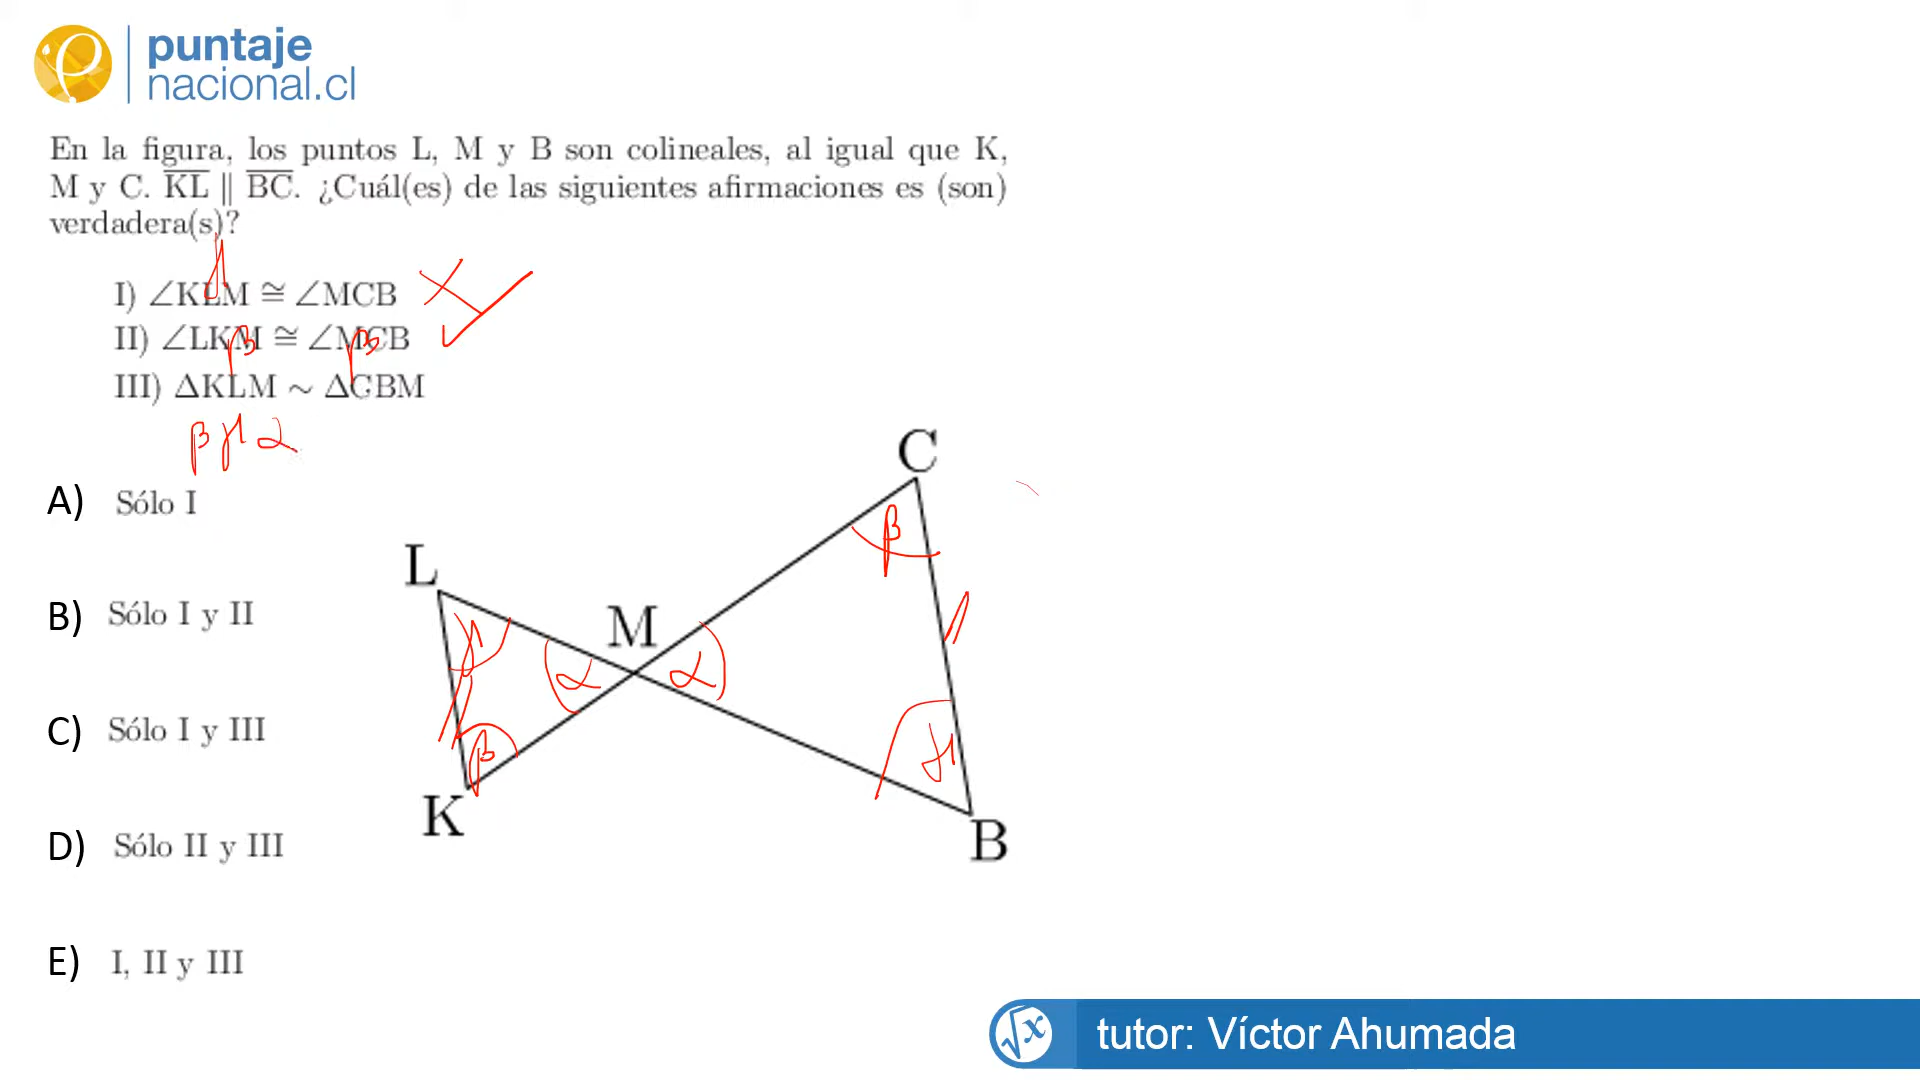 puntaje
nacional.cl
En la figura, los puntos L, M y B son colineales, al igual que K,
M y C. K̅L̅ ∥ B̅C̅. ¿Cuál(es) de las siguientes afirmaciones es (son)
verdadera(s)?
I) ∠KLM ≅ ∠MCB
II) ∠LKM ≅ ∠MCB
β β
III) ΔKLM ~ ΔCBM
β γ α
A) Sólo I
B) Sólo I y II
C) Sólo I y III
D) Sólo II y III
E) I, II y III
C
β
L
M
γ
α α
β
γ
K
B
tutor: Víctor Ahumada